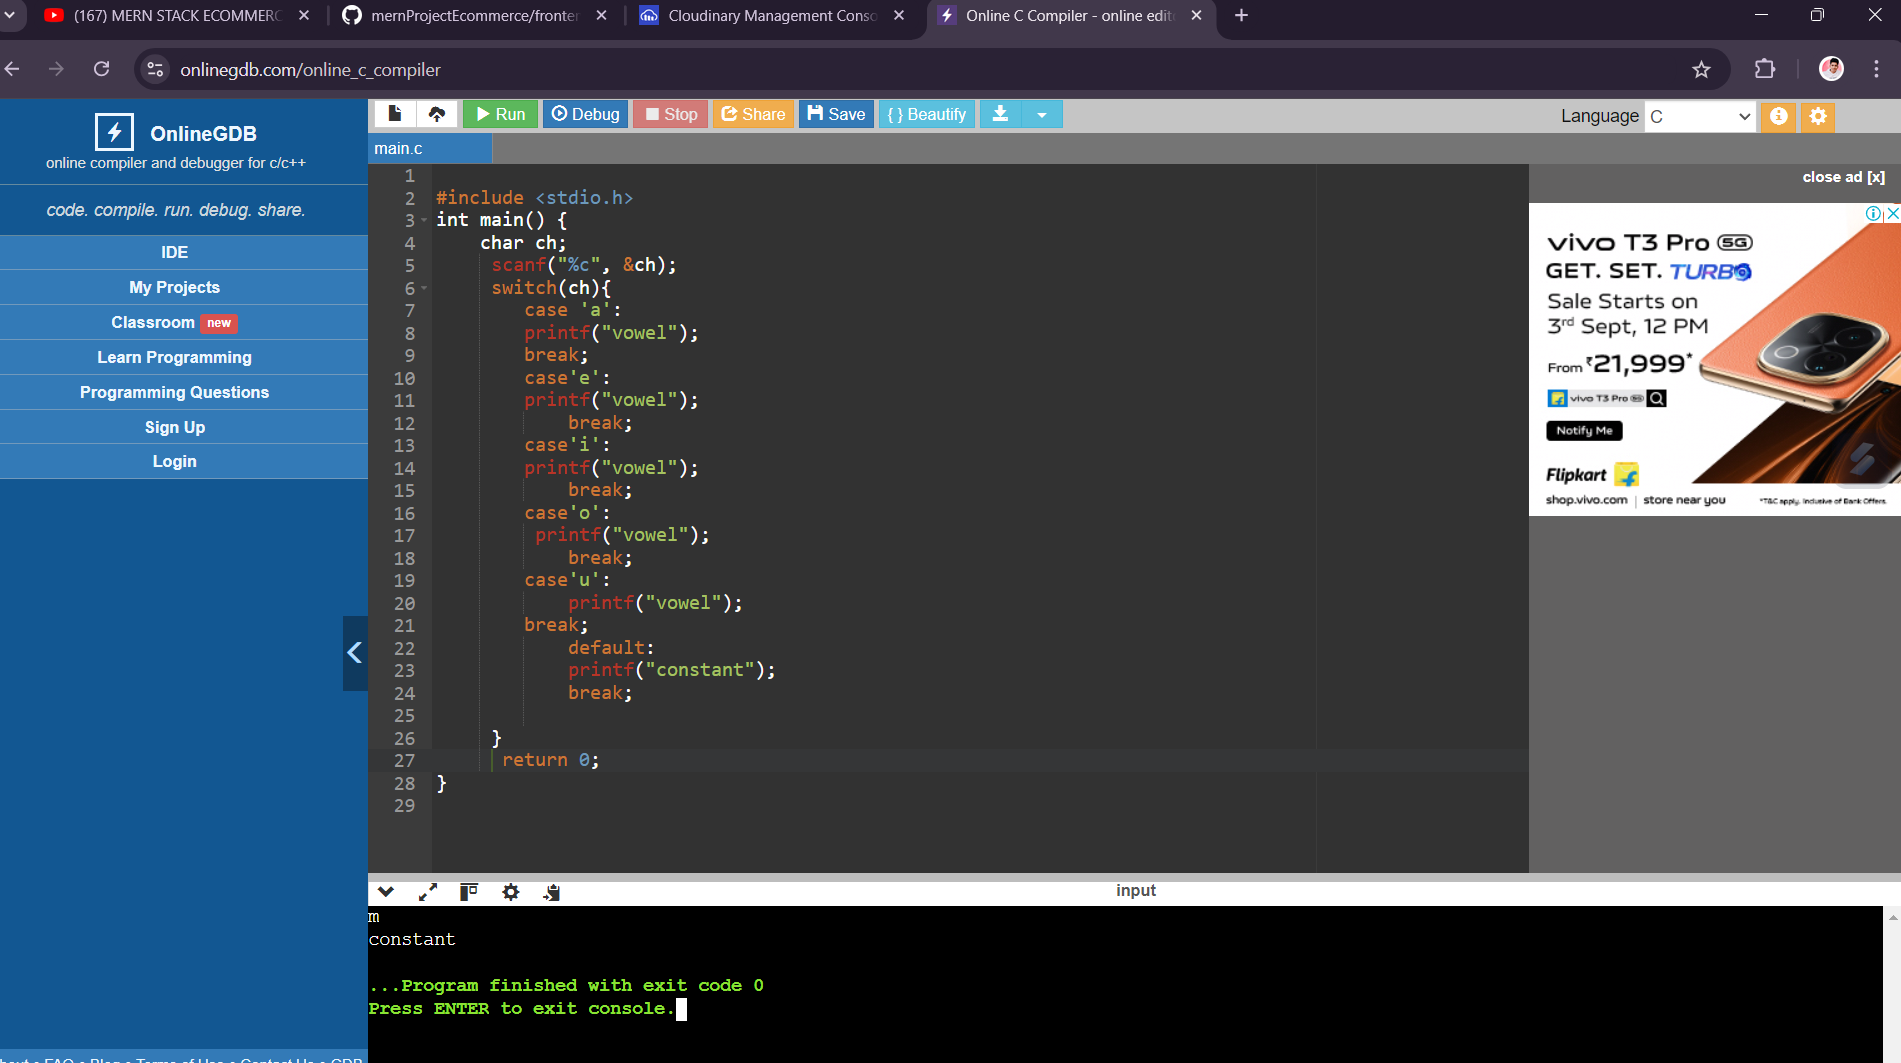 (167) MERN STACK ECOMMERC
mernProjectEcommerce/fronter
Cloudinary Management Conso
Online C Compiler - online edit
onlinegdb.com/online_c_compiler
OnlineGDB
online compiler and debugger for c/c++
code. compile. run. debug. share.
IDE
My Projects
Classroom new
Learn Programming
Programming Questions
Sign Up
Login
Run Debug Stop Share Save { } Beautify
Language C
main.c
1
2 #include <stdio.h>
3 int main() {
4 char ch;
5 scanf("%c", &ch);
6 switch(ch){
7 case 'a':
8 printf("vowel");
9 break;
10 case'e':
11 printf("vowel");
12 break;
13 case'i':
14 printf("vowel");
15 break;
16 case'o':
17 printf("vowel");
18 break;
19 case'u':
20 printf("vowel");
21 break;
22 default:
23 printf("constant");
24 break;
25
26 }
27 return 0;
28 }
29
close ad [x]
vivo T3 Pro 5G
GET. SET. TURBO
Sale Starts on
3rd Sept, 12 PM
From ₹21,999*
vivo T3 Pro 5G
Notify Me
Flipkart
shop.vivo.com | store near you
*T&C apply. Inclusive of Bank Offers.
input
m
constant
...Program finished with exit code 0
Press ENTER to exit console.
FAQ • Blog • Terms of Use • Contact Us • GDB